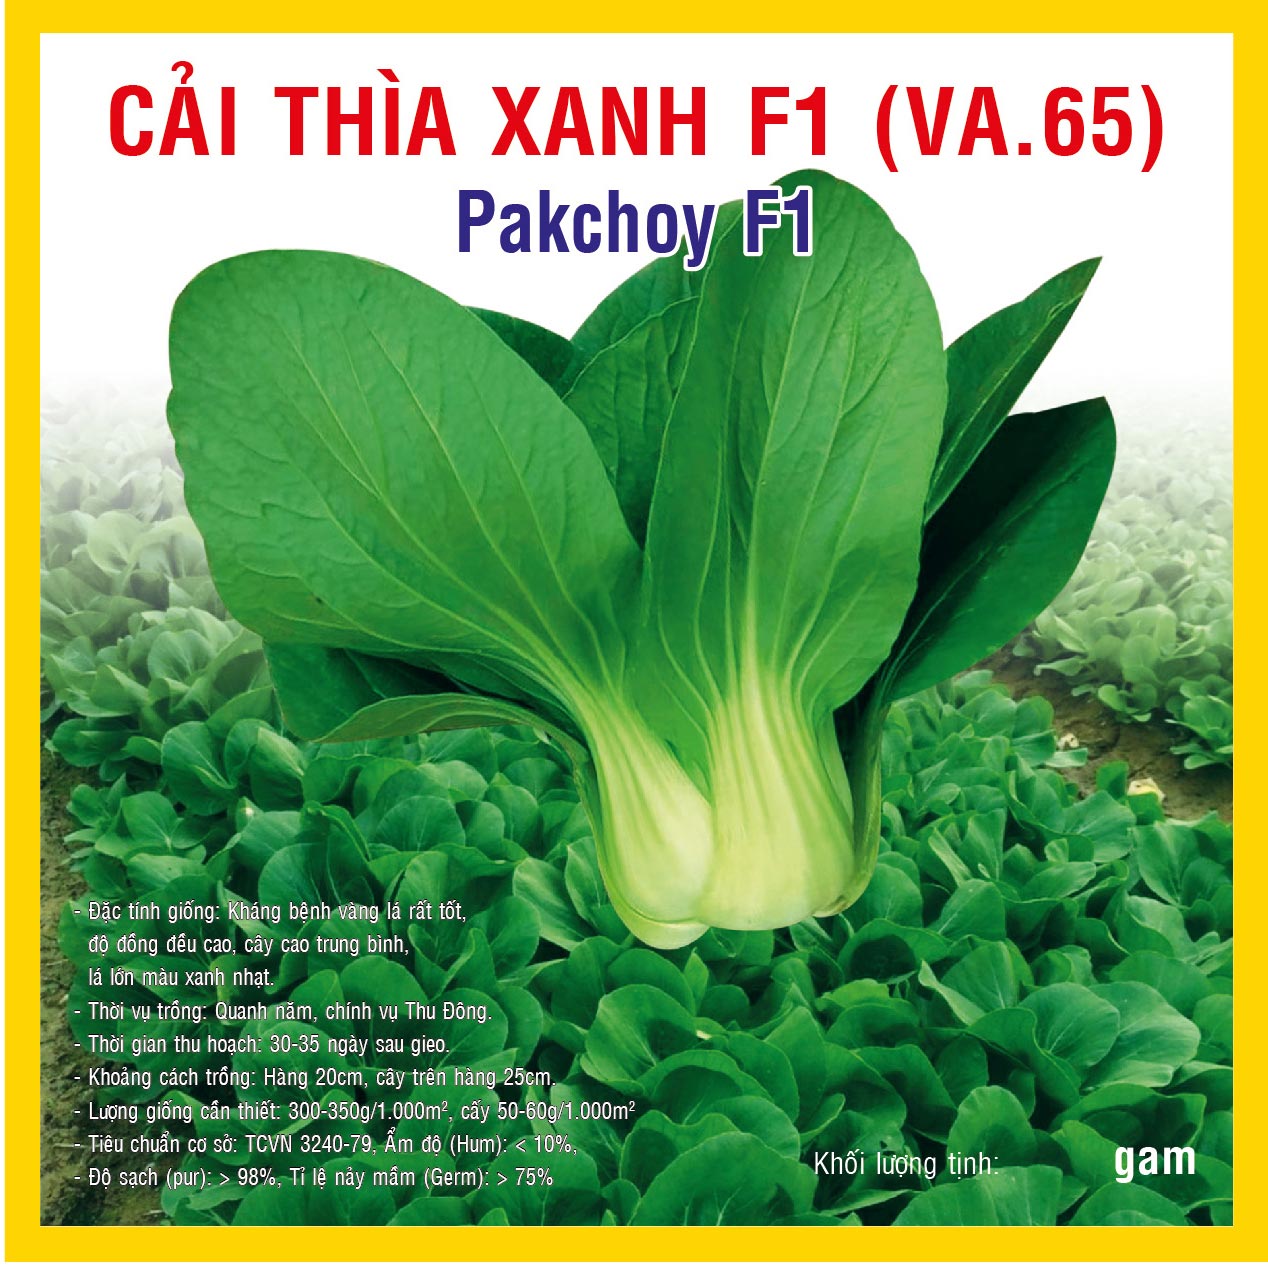 CẢI THÌA XANH F1 (VA.65)
Pakchoy F1
- Đặc tính giống: Kháng bệnh vàng lá rất tốt,
độ đồng đều cao, cây cao trung bình,
lá lớn màu xanh nhạt.
- Thời vụ trồng: Quanh năm, chính vụ Thu Đông.
- Thời gian thu hoạch: 30-35 ngày sau gieo.
- Khoảng cách trồng: Hàng 20cm, cây trên hàng 25cm.
- Lượng giống cần thiết: 300-350g/1.000m², cấy 50-60g/1.000m²
- Tiêu chuẩn cơ sở: TCVN 3240-79, Ẩm độ (Hum): < 10%,
- Độ sạch (pur): > 98%, Tỉ lệ nảy mầm (Germ): > 75%
Khối lượng tịnh: gam